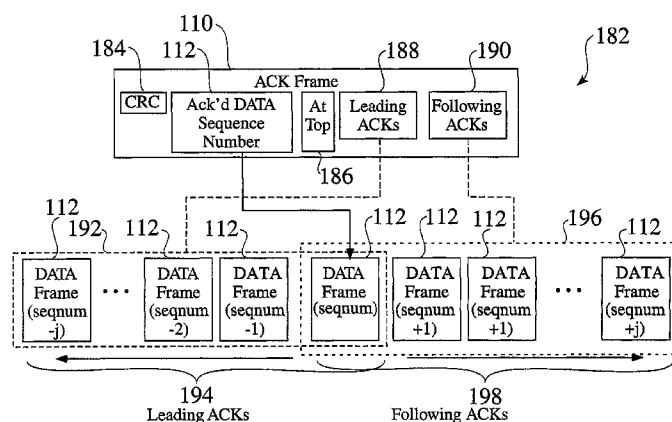 110
184
112
188
190
182
ACK Frame
CRC
Ack'd DATA
Sequence
Number
At
Top
Leading
ACKs
Following
ACKs
186
112
192
112
112
112
112
112
196
112
DATA
Frame
(seqnum
-j)
• • •
DATA
Frame
(seqnum
-2)
DATA
Frame
(seqnum
-1)
DATA
Frame
(seqnum)
DATA
Frame
(seqnum
+1)
DATA
Frame
(seqnum
+1)
• • •
DATA
Frame
(seqnum
+j)
194
Leading ACKs
198
Following ACKs